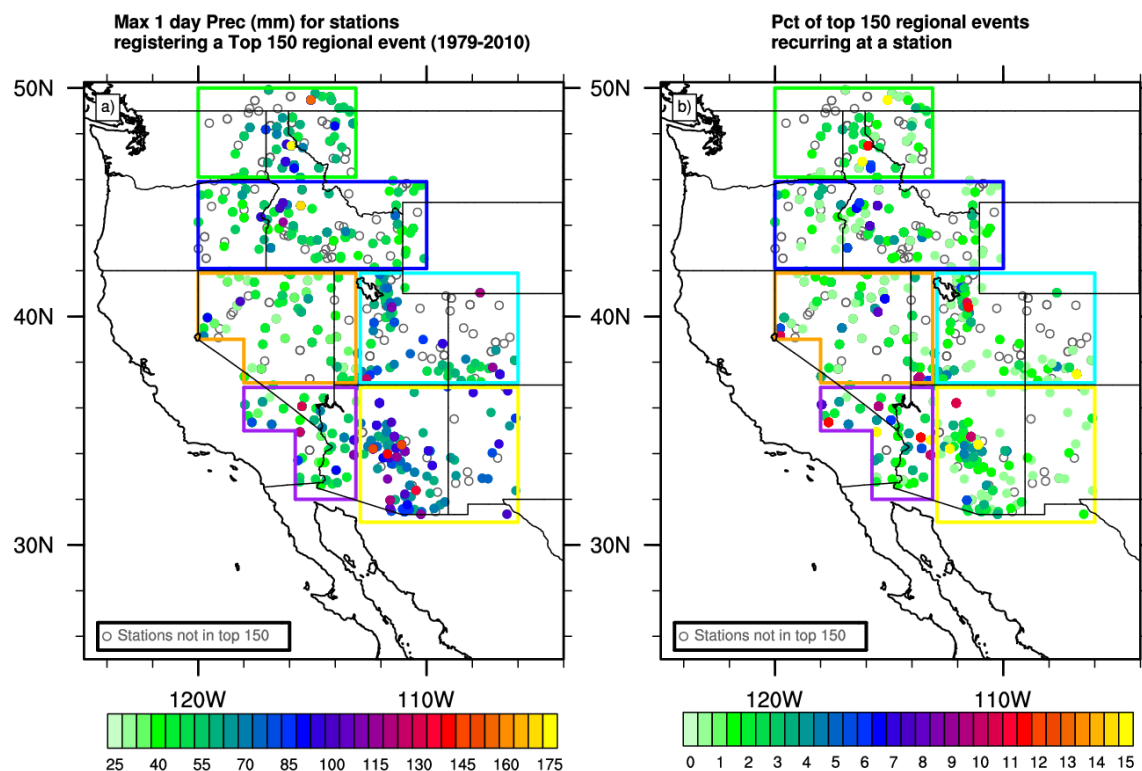 Max 1 day Prec (mm) for stations
registering a Top 150 regional event (1979-2010)
Pct of top 150 regional events
recurring at a station
50N
a)
40N
30N
Stations not in top 150
120W 110W
25 40 55 70 85 100 115 130 145 160 175
50N
b)
40N
30N
Stations not in top 150
120W 110W
0 1 2 3 4 5 6 7 8 9 10 11 12 13 14 15